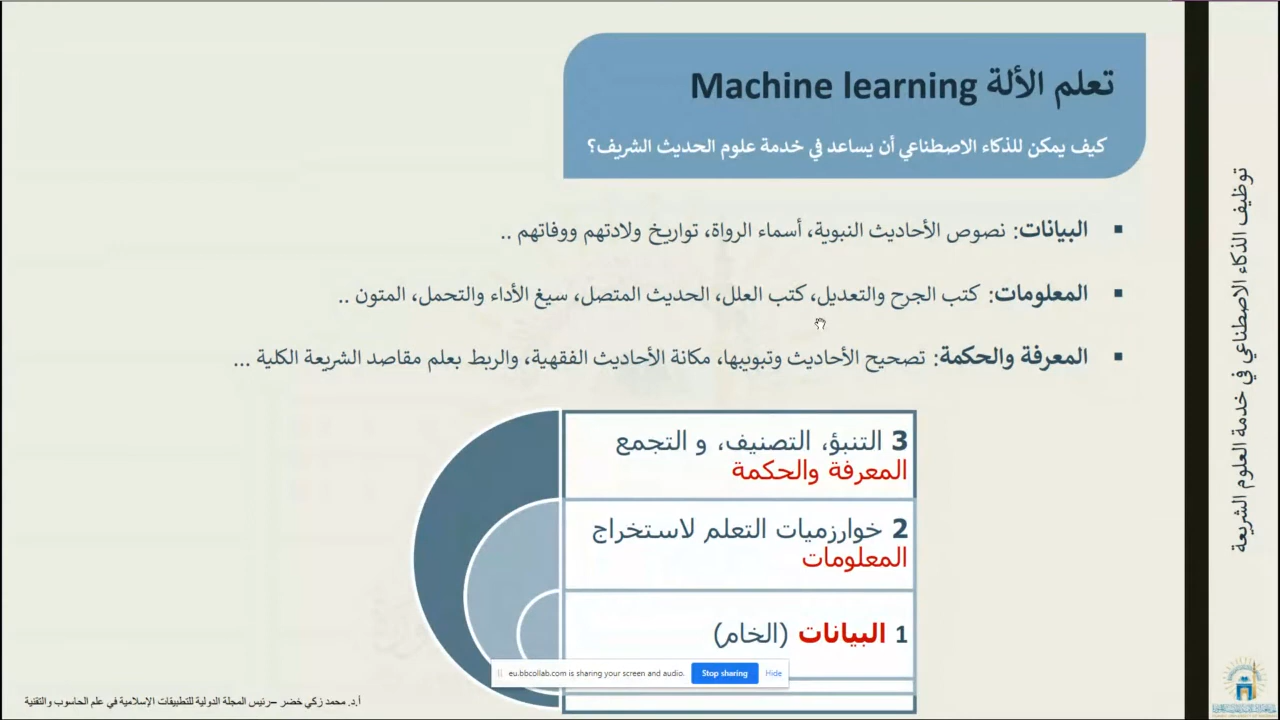 تعلم الألة Machine learning
كيف يمكن للذكاء الاصطناعي أن يساعد في خدمة علوم الحديث الشريف؟
▪ البيانات: نصوص الأحاديث النبوية، أسماء الرواة، تواريخ ولادتهم ووفاتهم ..
▪ المعلومات: كتب الجرح والتعديل، كتب العلل، الحديث المتصل، سيغ الأداء والتحمل، المتون ..
▪ المعرفة والحكمة: تصحيح الأحاديث وتبويبها، مكانة الأحاديث الفقهية، والربط بعلم مقاصد الشريعة الكلية ...
3 التنبؤ، التصنيف، و التجمع
المعرفة والحكمة
2 خوارزميات التعلم لاستخراج
المعلومات
1 البيانات (الخام)
eu.bbcollab.com is sharing your screen and audio. Stop sharing Hide
أ.د. محمد زكي خضر –رئيس المجلة الدولية للتطبيقات الإسلامية في علم الحاسوب والتقنية
توظيف الذكاء الاصطناعي في خدمة العلوم الشريعة